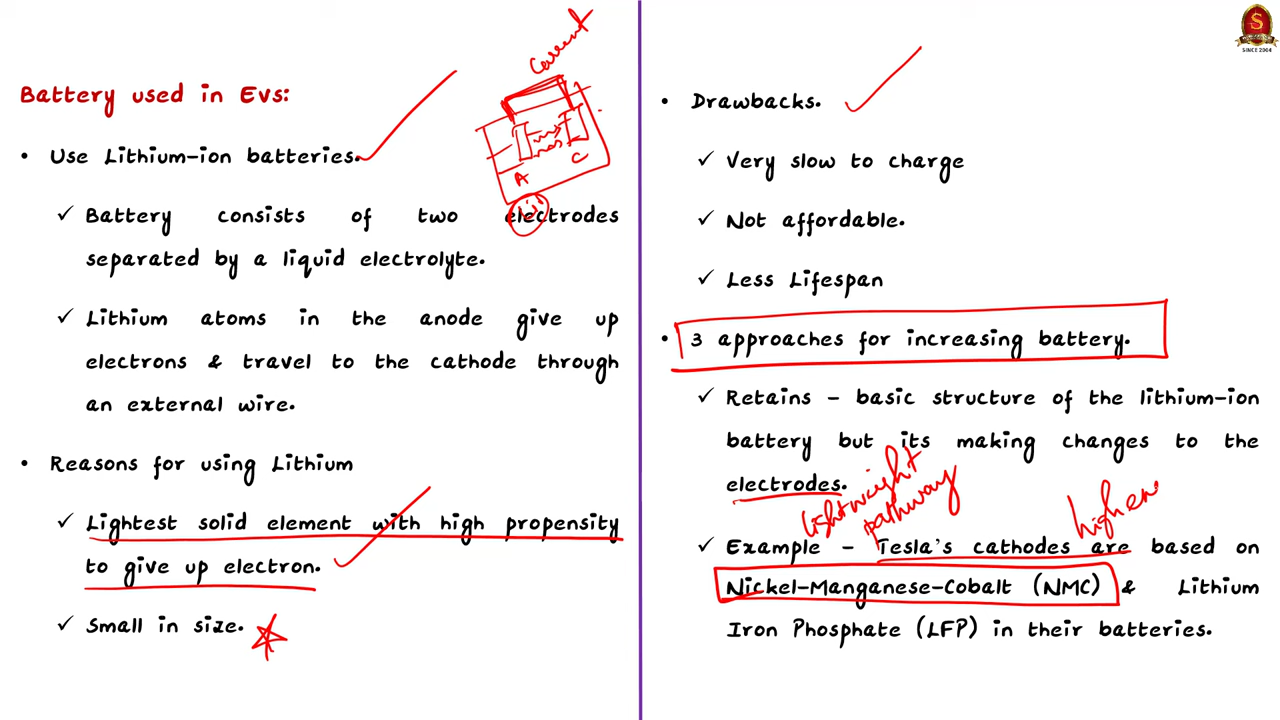 Battery used in Evs:
• Use Lithium-ion batteries.
✓ Battery consists of two electrodes
separated by a liquid electrolyte.
✓ Lithium atoms in the anode give up
electrons & travel to the cathode through
an external wire.
• Reasons for using Lithium
✓ Lightest solid element with high propensity
to give up electron.
✓ Small in size.
Current
A
C
• Drawbacks.
✓ Very slow to charge
✓ Not affordable.
✓ Less Lifespan
• 3 approaches for increasing battery.
✓ Retains – basic structure of the lithium-ion
battery but its making changes to the
electrodes.
lightweight
pathway
high en
✓ Example – Tesla's cathodes are based on
Nickel-Manganese-Cobalt (NMC) & Lithium
Iron Phosphate (LFP) in their batteries.
S
SINCE 2004